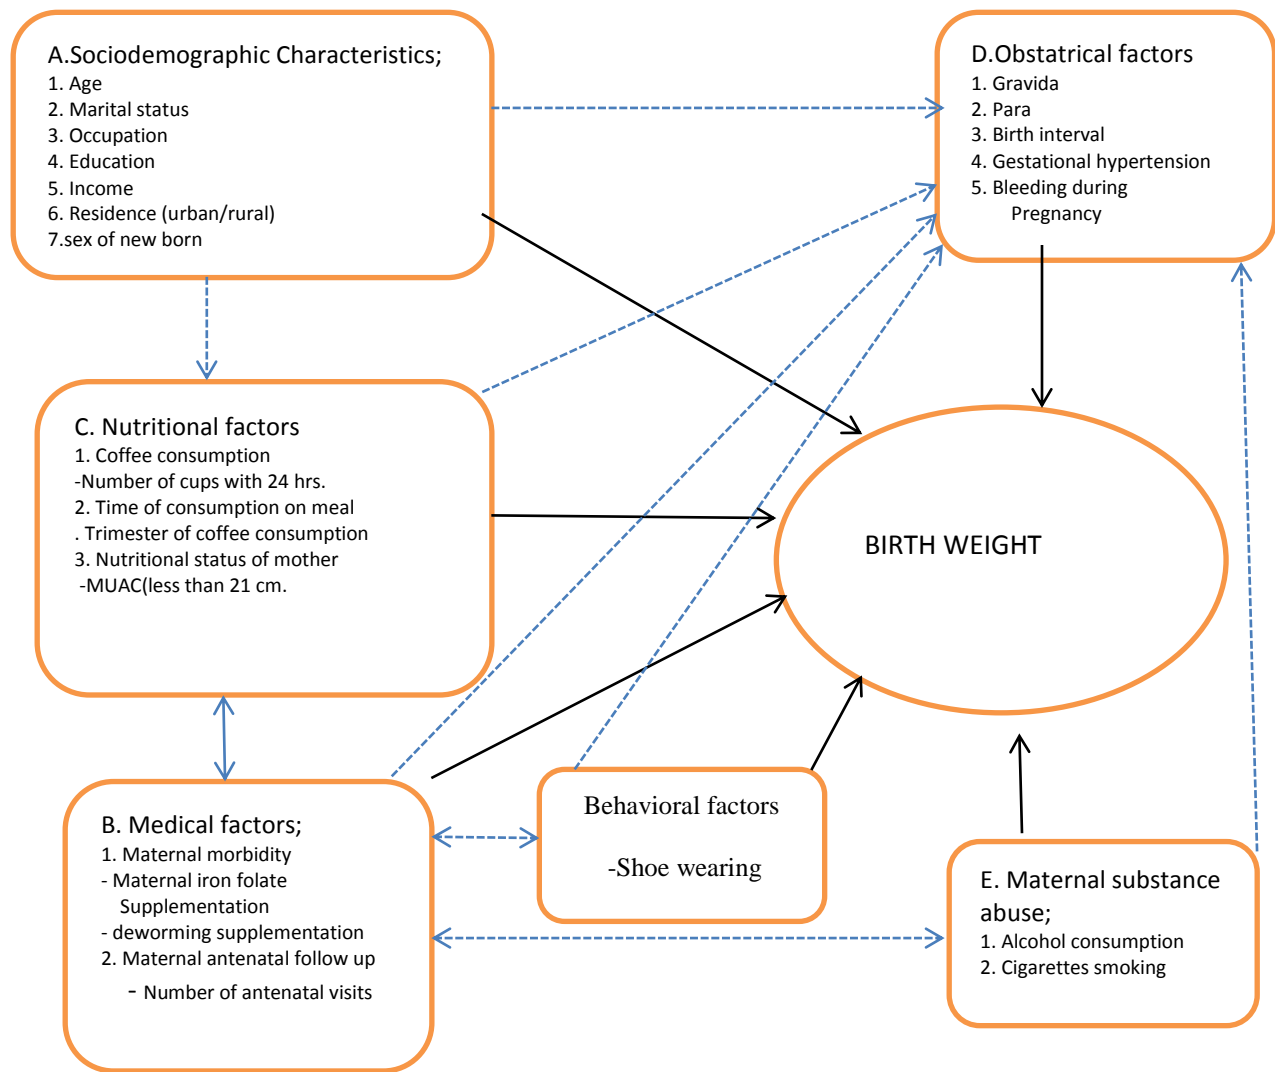 A.Sociodemographic Characteristics;
1. Age
2. Marital status
3. Occupation
4. Education
5. Income
6. Residence (urban/rural)
7.sex of new born
D.Obstatrical factors
1. Gravida
2. Para
3. Birth interval
4. Gestational hypertension
5. Bleeding during
Pregnancy
C. Nutritional factors
1. Coffee consumption
-Number of cups with 24 hrs.
2. Time of consumption on meal
. Trimester of coffee consumption
3. Nutritional status of mother
-MUAC(less than 21 cm.
BIRTH WEIGHT
B. Medical factors;
1. Maternal morbidity
- Maternal iron folate
Supplementation
- deworming supplementation
2. Maternal antenatal follow up
- Number of antenatal visits
Behavioral factors
-Shoe wearing
E. Maternal substance
abuse;
1. Alcohol consumption
2. Cigarettes smoking